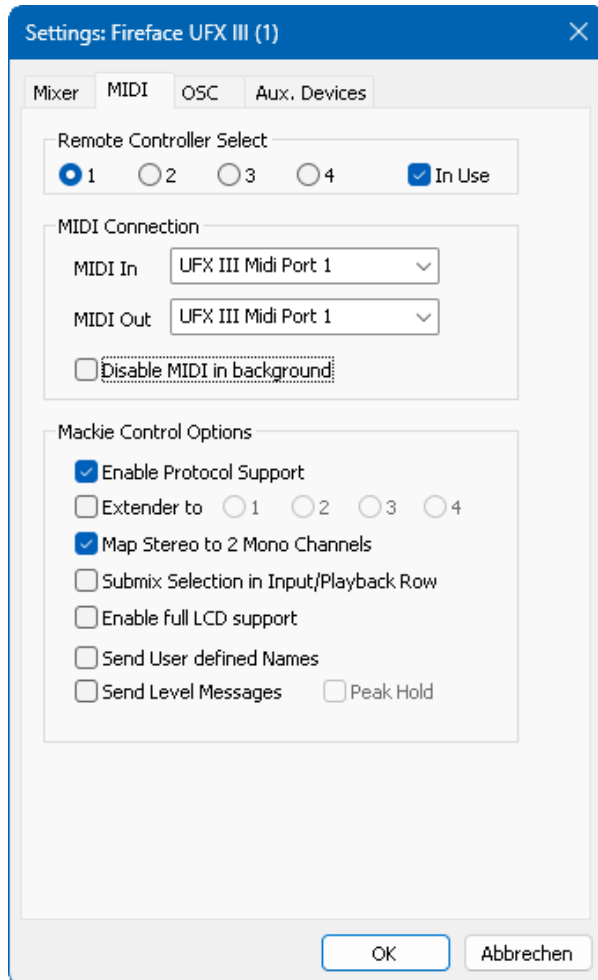 Settings: Fireface UFX III (1)
Mixer MIDI OSC Aux. Devices
Remote Controller Select
1 2 3 4 In Use
MIDI Connection
MIDI In UFX III Midi Port 1
MIDI Out UFX III Midi Port 1
Disable MIDI in background
Mackie Control Options
Enable Protocol Support
Extender to 1 2 3 4
Map Stereo to 2 Mono Channels
Submix Selection in Input/Playback Row
Enable full LCD support
Send User defined Names
Send Level Messages Peak Hold
OK Abbrechen